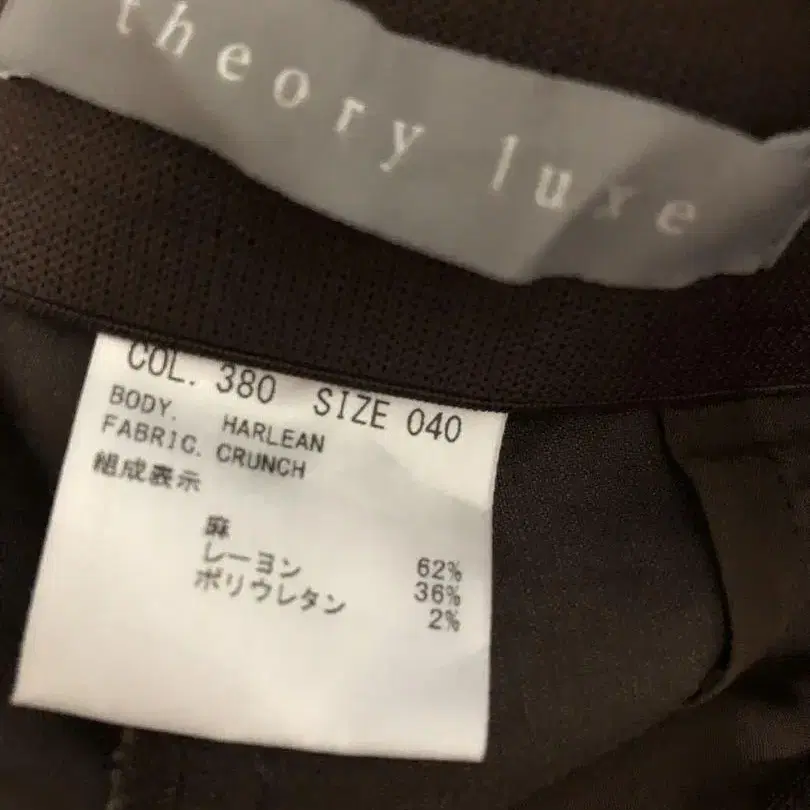 theory luxe
COL. 380 SIZE 040
BODY. HARLEAN
FABRIC. CRUNCH
組成表示
麻 62%
レーヨン 36%
ポリウレタン 2%